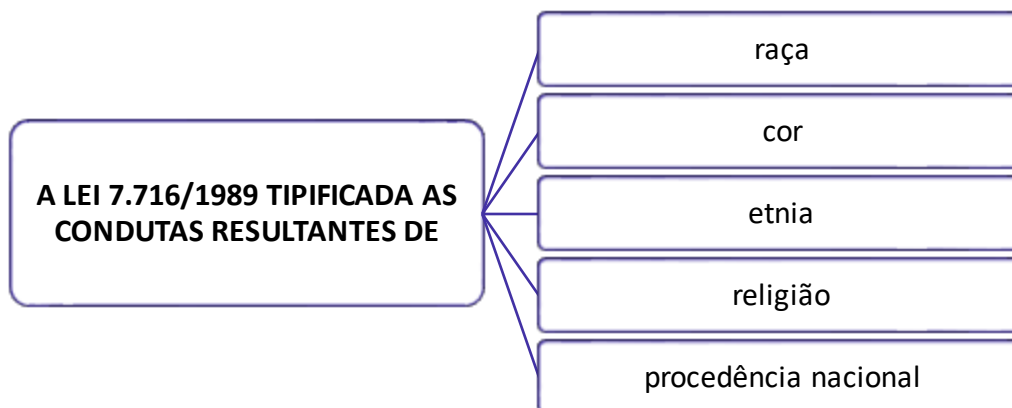 A LEI 7.716/1989 TIPIFICADA AS
CONDUTAS RESULTANTES DE
raça
cor
etnia
religião
procedência nacional